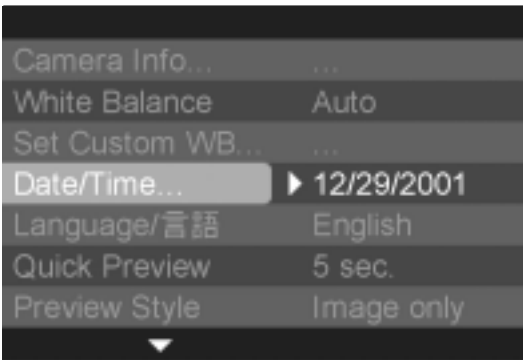 Camera Info... ...
White Balance Auto
Set Custom WB... ...
Date/Time... 12/29/2001
Language/言語 English
Quick Preview 5 sec.
Preview Style Image only